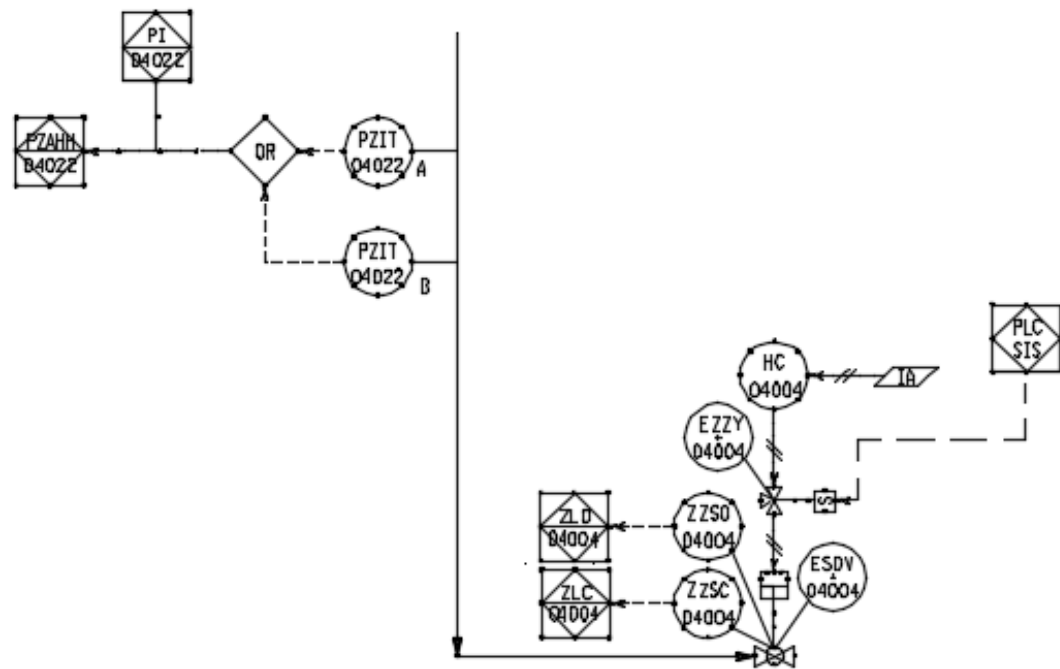 PI
04022
PZAHH
04022
OR
PZIT
04022
A
PZIT
04022
B
PLC
SIS
HC
04004
IA
EZZY
04004
S
ZLO
04004
ZZSO
04004
ESDV
04004
ZLC
04004
ZZSC
04004